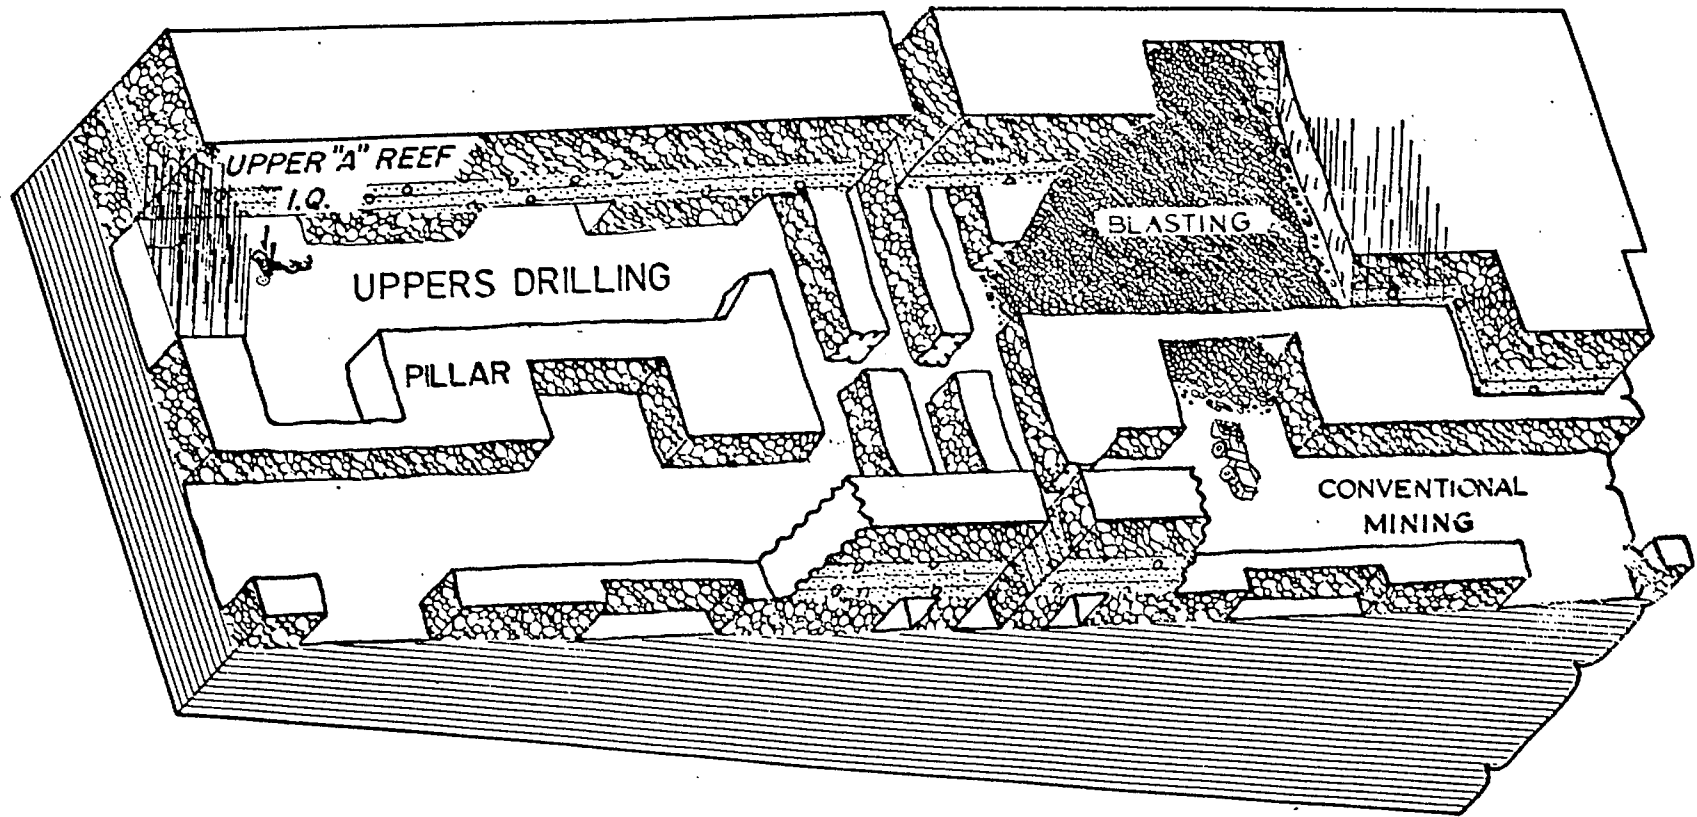 UPPER "A" REEF
I.Q.
BLASTING
UPPERS DRILLING
PILLAR
CONVENTIONAL
MINING